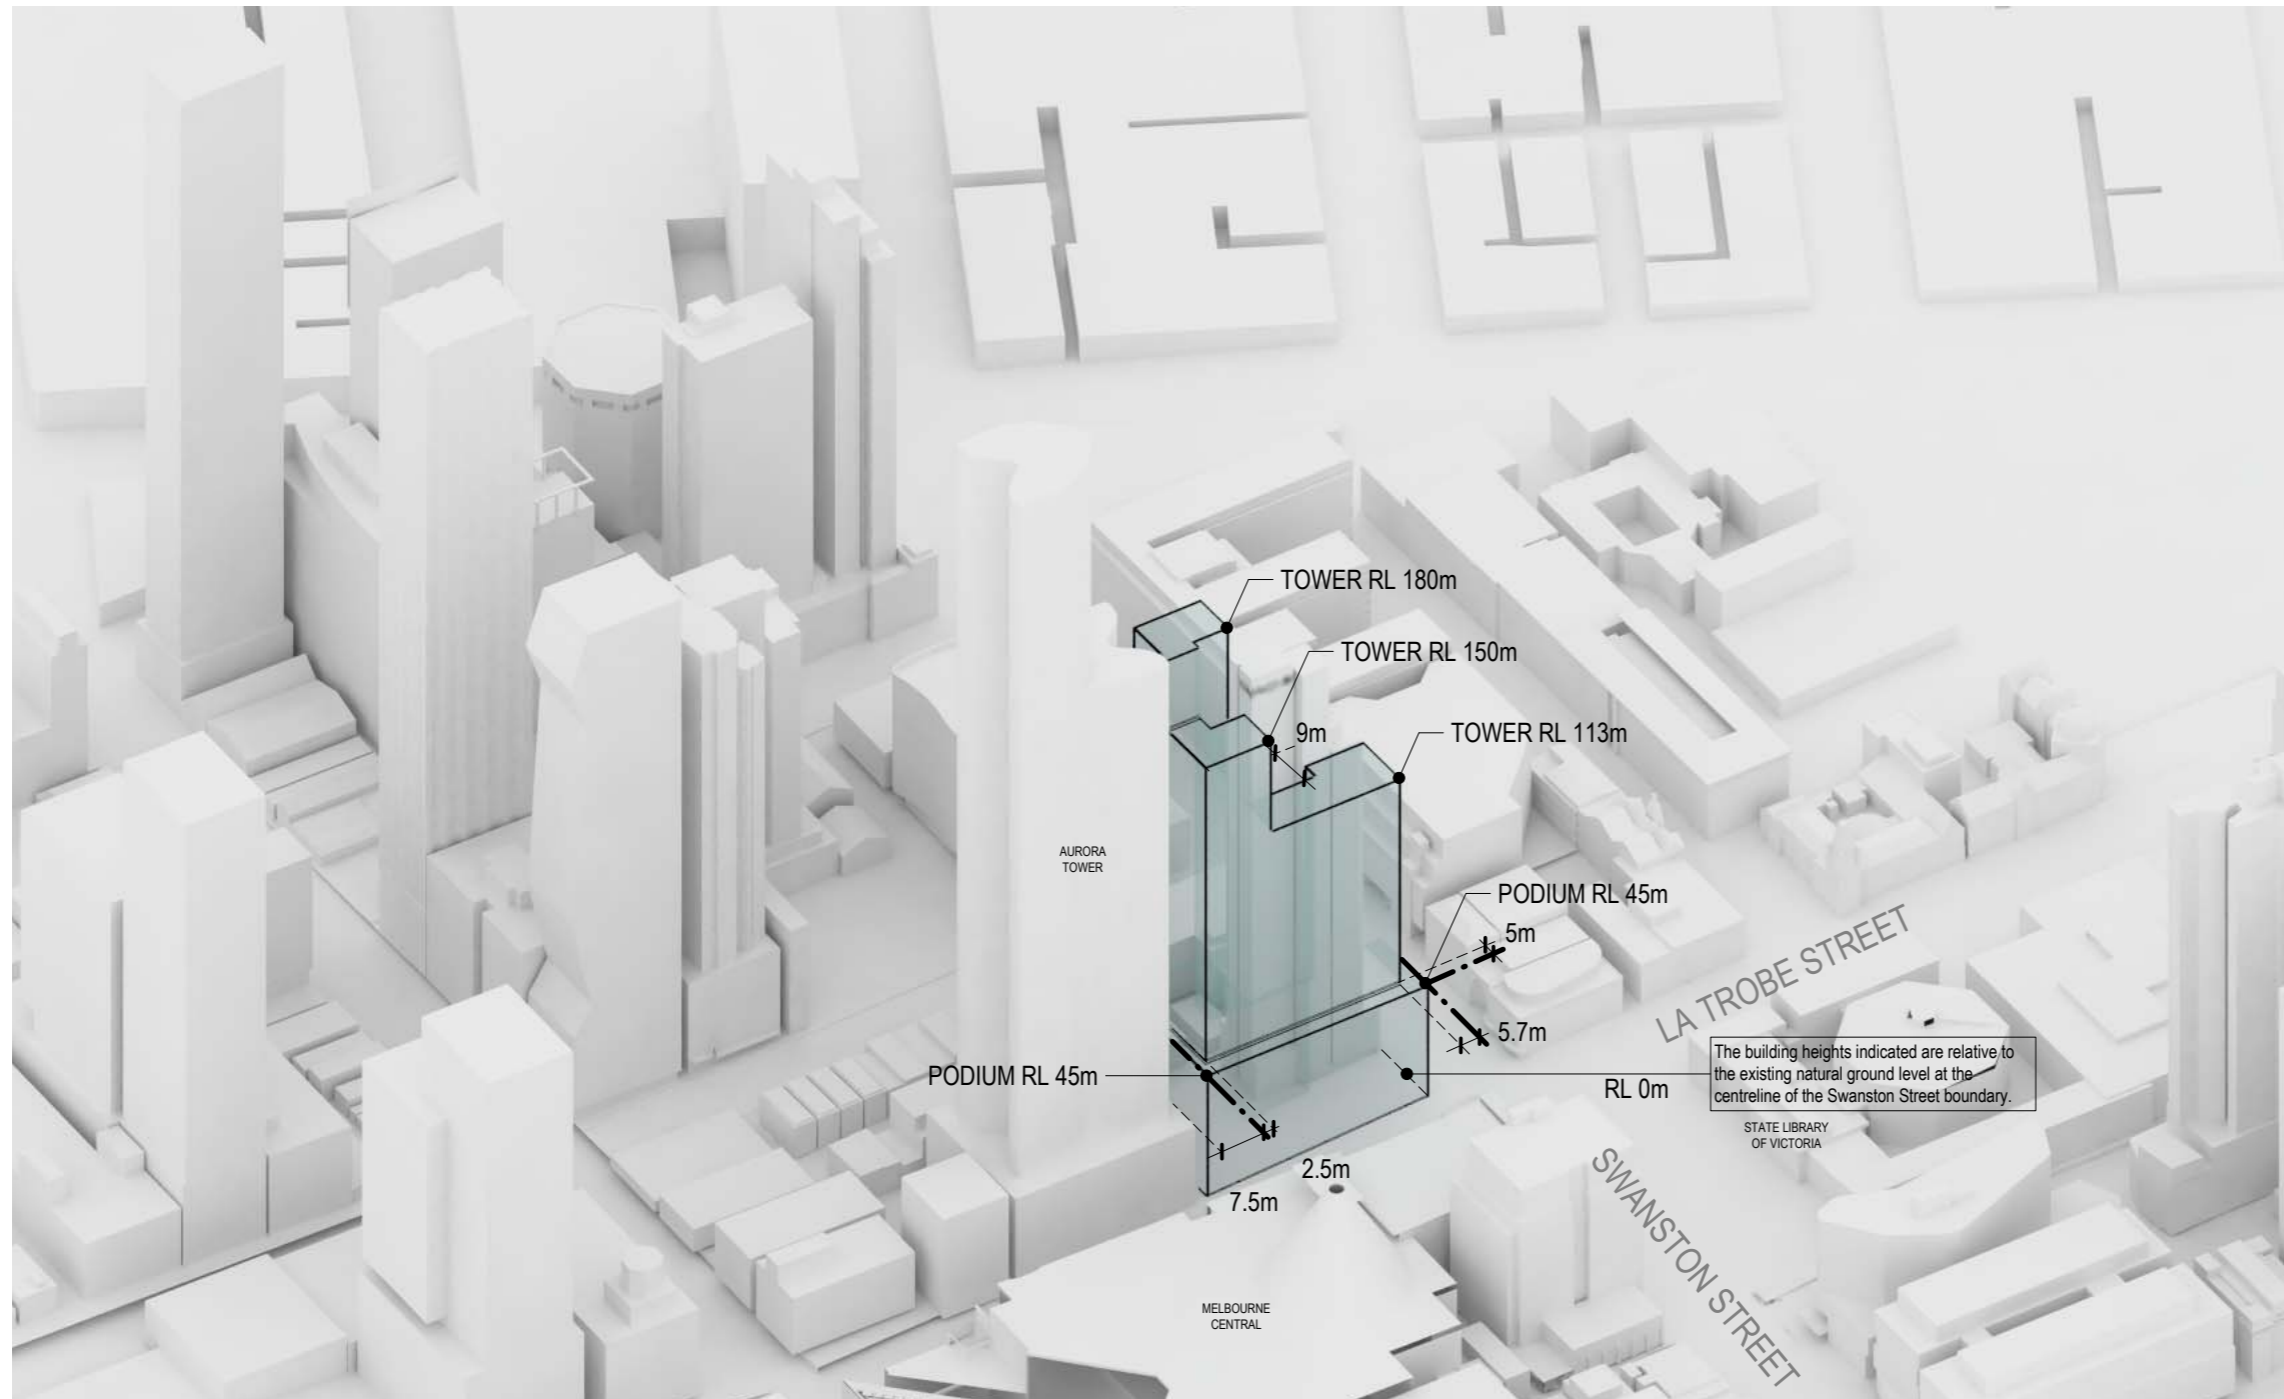 TOWER RL 180m
TOWER RL 150m
9m
TOWER RL 113m
AURORA
TOWER
PODIUM RL 45m
5m
LA TROBE STREET
5.7m
The building heights indicated are relative to
the existing natural ground level at the
centreline of the Swanston Street boundary.
PODIUM RL 45m
RL 0m
STATE LIBRARY
OF VICTORIA
2.5m
7.5m
SWANSTON STREET
MELBOURNE
CENTRAL